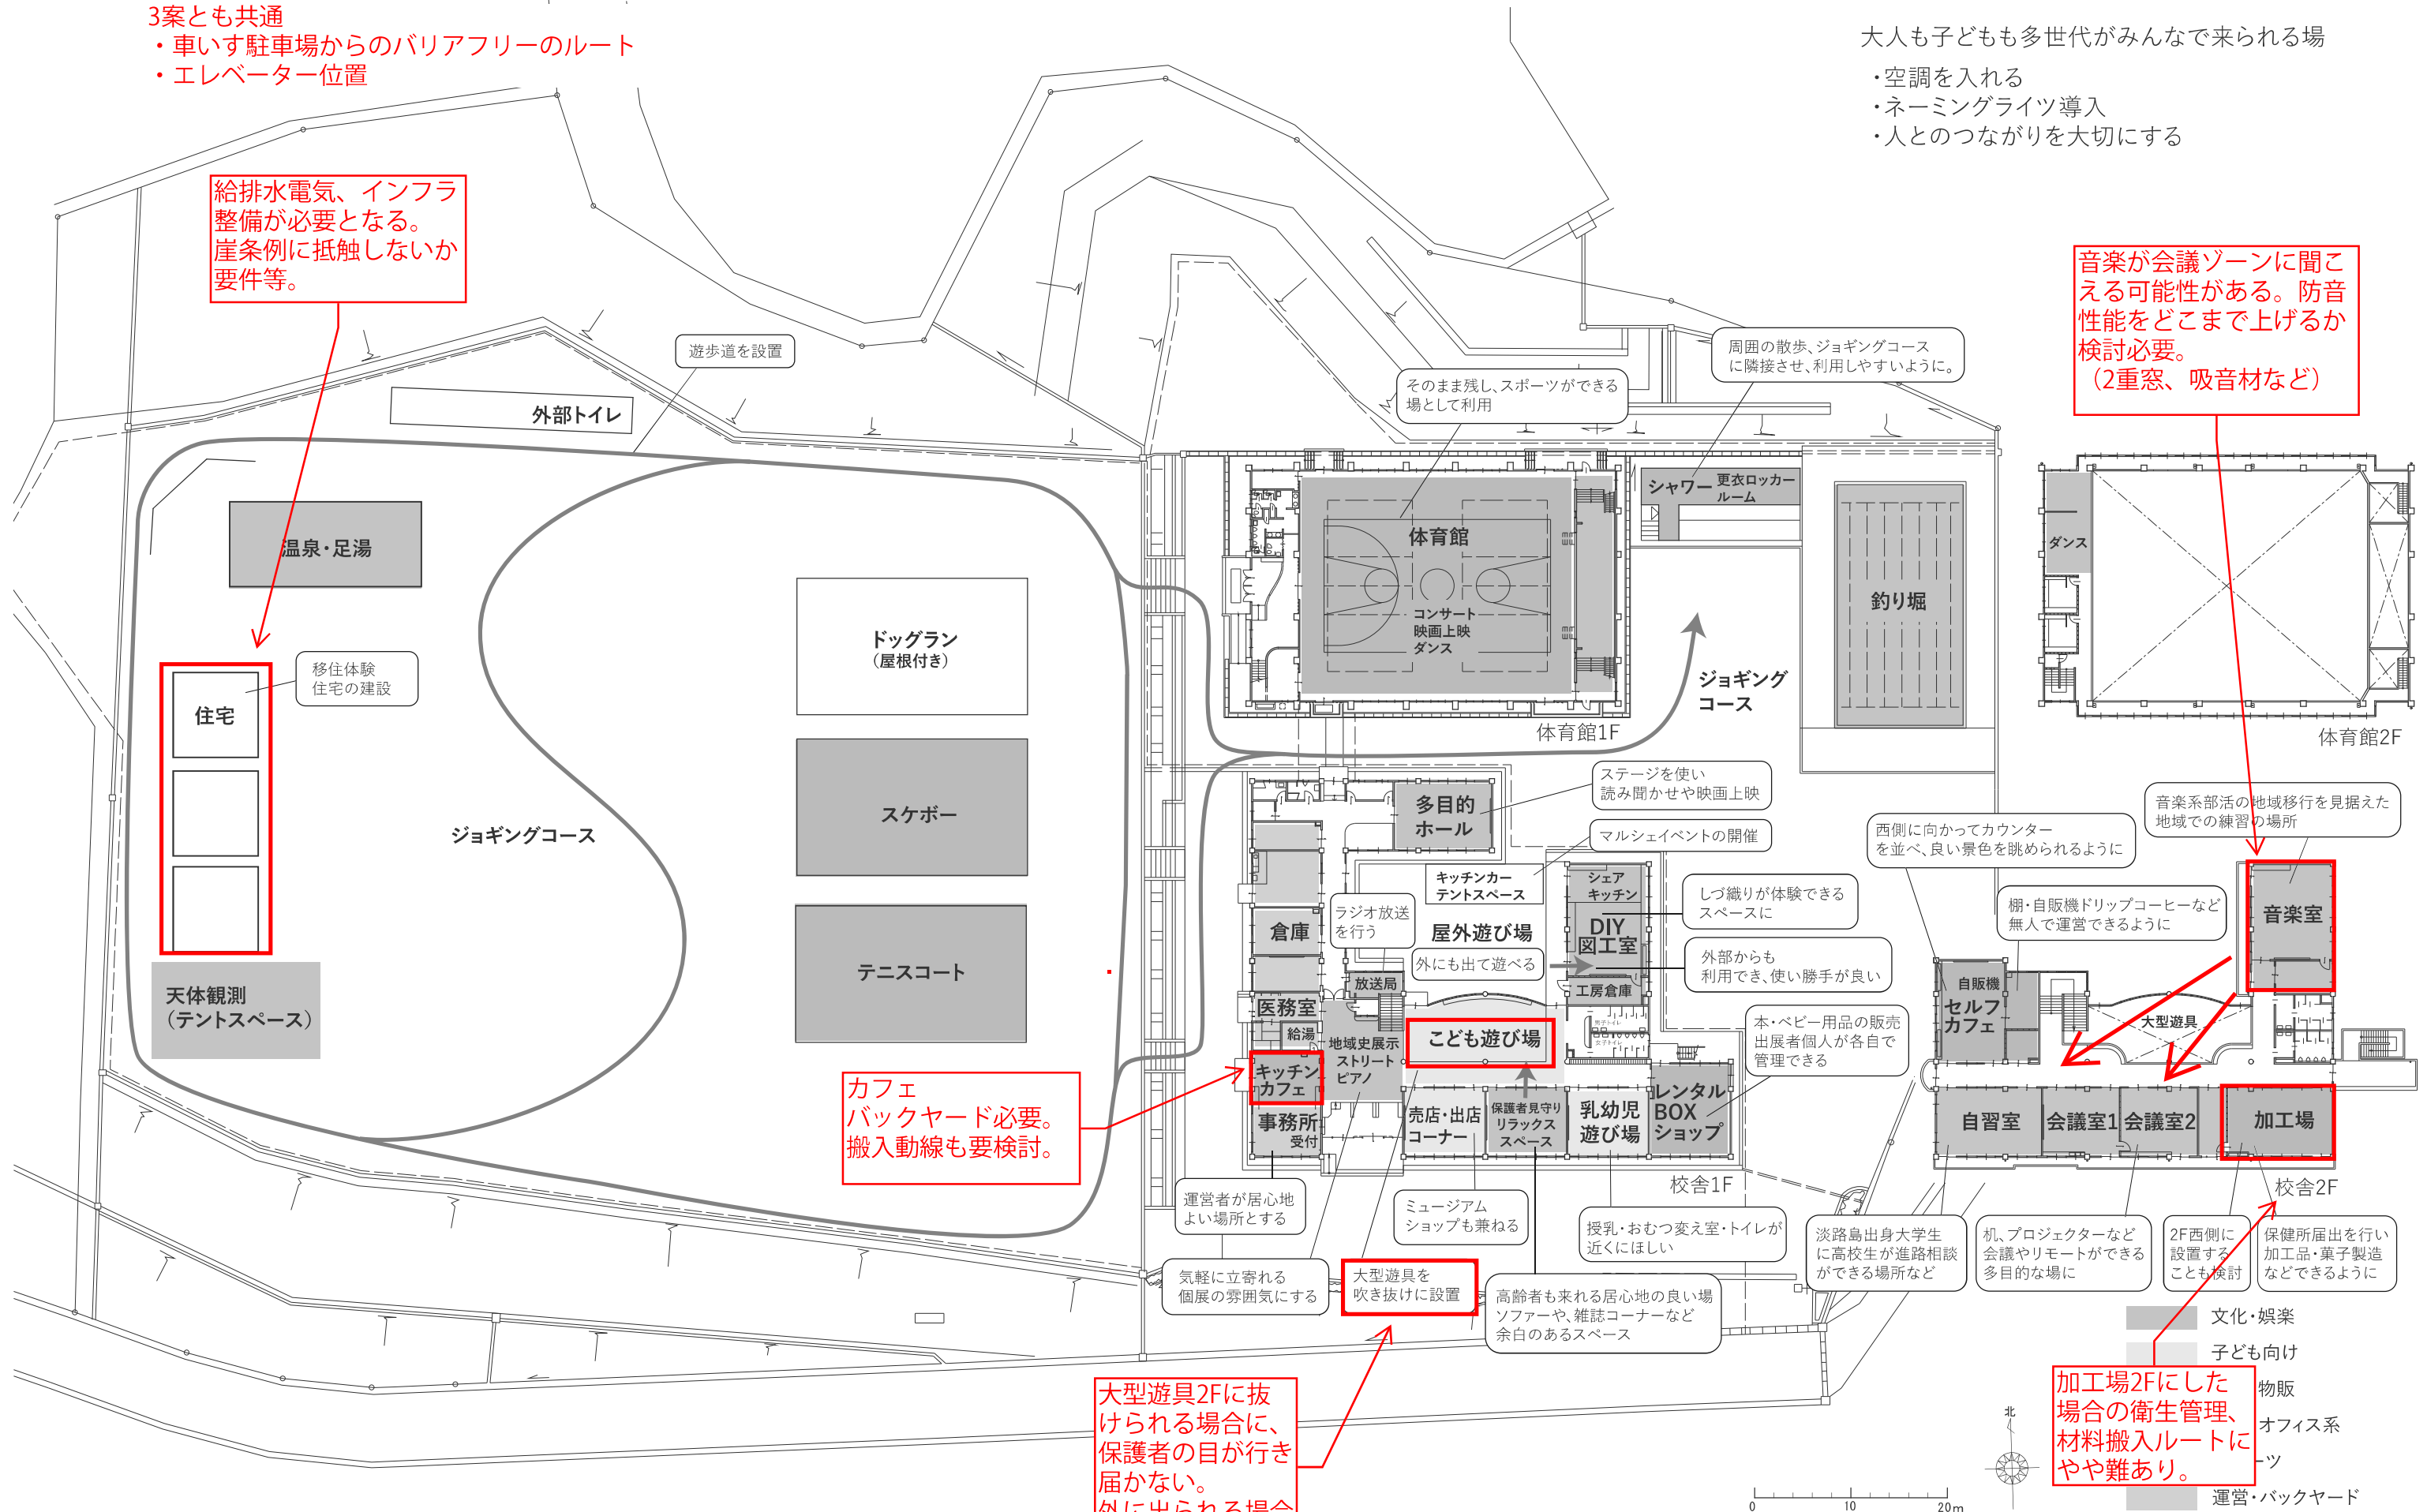 3案とも共通
・車いす駐車場からのバリアフリーのルート
・エレベーター位置
大人も子どもも多世代がみんなで来られる場
・空調を入れる
・ネーミングライツ導入
・人とのつながりを大切にする
給排水電気、インフラ
整備が必要となる。
崖条例に抵触しないか
要件等。
音楽が会議ゾーンに聞こ
える可能性がある。防音
性能をどこまで上げるか
検討必要。
（2重窓、吸音材など）
遊歩道を設置
周囲の散歩、ジョギングコース
に隣接させ、利用しやすいように。
そのまま残し、スポーツができる
場として利用
外部トイレ
温泉・足湯
シャワー
更衣ロッカー
ルーム
体育館
コンサート
映画上映
ダンス
釣り堀
ダンス
ドッグラン
（屋根付き）
移住体験
住宅の建設
住宅
ジョギング
コース
体育館1F
体育館2F
スケボー
ジョギングコース
テニスコート
天体観測
（テントスペース）
多目的
ホール
ステージを使い
読み聞かせや映画上映
マルシェイベントの開催
キッチンカー
テントスペース
シェア
キッチン
しづ織りが体験できる
スペースに
ラジオ放送
を行う
屋外遊び場
外にも出て遊べる
DIY
図工室
外部からも
利用でき、使い勝手が良い
倉庫
放送局
工房倉庫
医務室
給湯
男子トイレ
女子トイレ
地域史展示
ストリート
ピアノ
こども遊び場
本・ベビー用品の販売
出展者個人が各自で
管理できる
キッチン
カフェ
事務所
受付
カフェ
バックヤード必要。
搬入動線も要検討。
売店・出店
コーナー
保護者見守り
リラックス
スペース
乳幼児
遊び場
レンタル
BOX
ショップ
校舎1F
音楽系部活の地域移行を見据えた
地域での練習の場所
西側に向かってカウンター
を並べ、良い景色を眺められるように
棚・自販機ドリップコーヒーなど
無人で運営できるように
音楽室
自販機
セルフ
カフェ
大型遊具
自習室
会議室1
会議室2
加工場
校舎2F
運営者が居心地
よい場所とする
ミュージアム
ショップも兼ねる
授乳・おむつ変え室・トイレが
近くにほしい
淡路島出身大学生
に高校生が進路相談
ができる場所など
机、プロジェクターなど
会議やリモートができる
多目的な場に
2F西側に
設置する
ことも検討
保健所届出を行い
加工品・菓子製造
などできるように
気軽に立寄れる
個展の雰囲気にする
大型遊具を
吹き抜けに設置
高齢者も来れる居心地の良い場
ソファーや、雑誌コーナーなど
余白のあるスペース
大型遊具2Fに抜
けられる場合に、
保護者の目が行き
届かない。
外に出られる場合
加工場2Fにした
場合の衛生管理、
材料搬入ルートに
やや難あり。
文化・娯楽
子ども向け
物販
オフィス系
ーツ
運営・バックヤード
北
0 10 20m